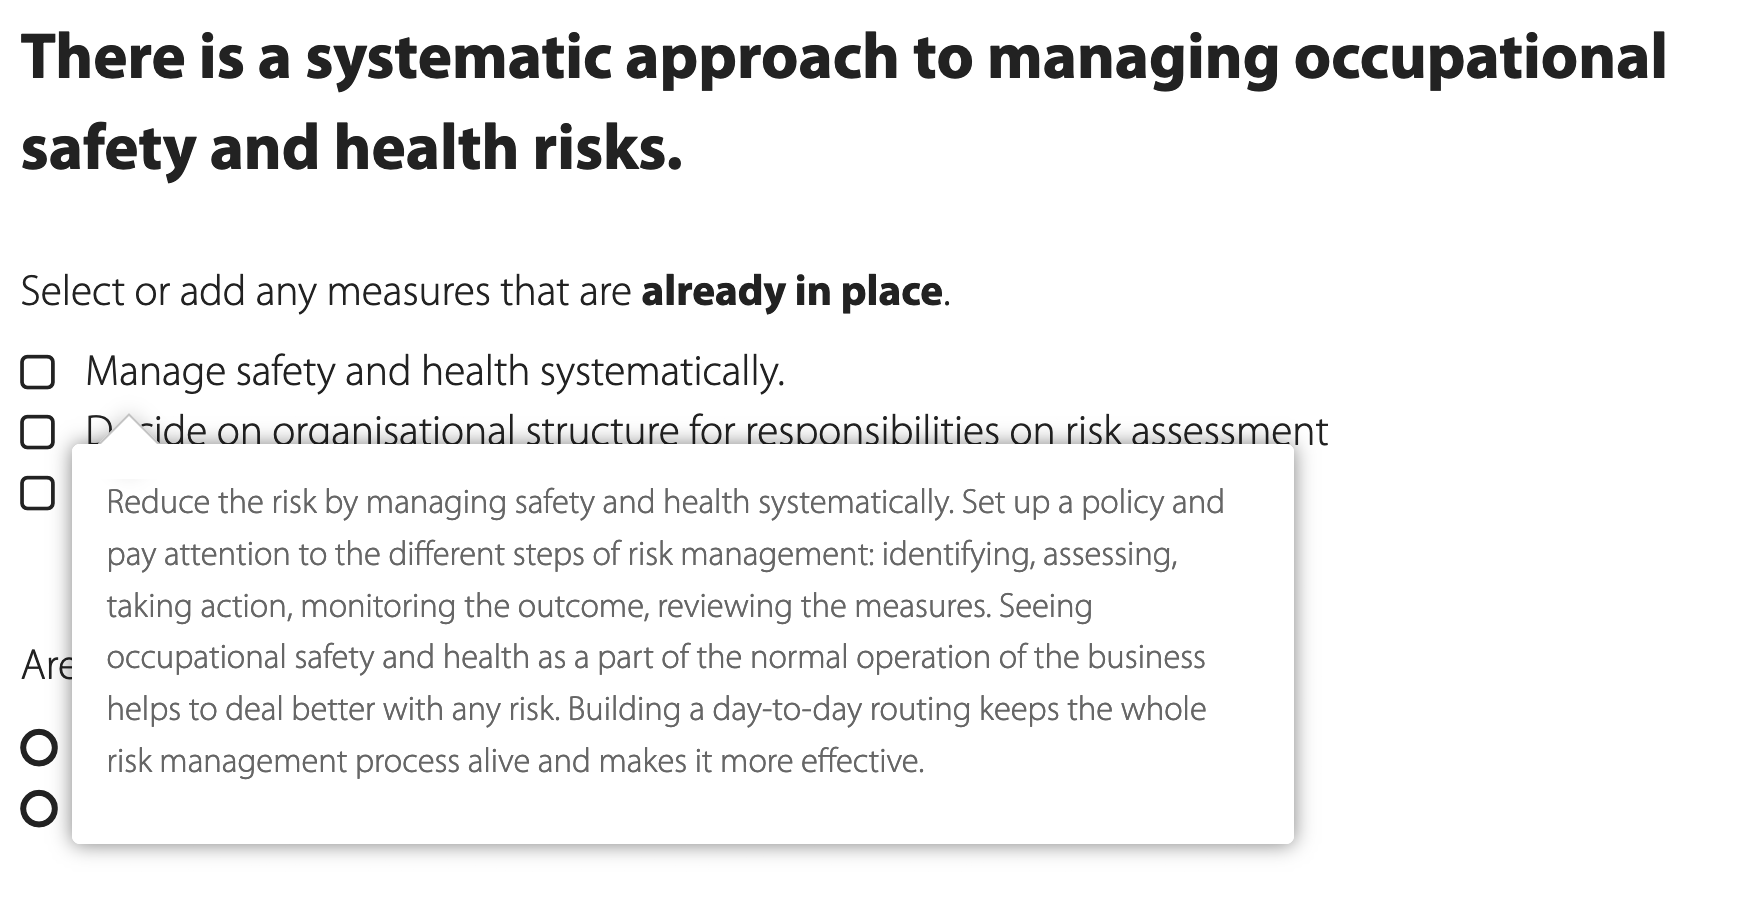 There is a systematic approach to managing occupational
safety and health risks.
Select or add any measures that are already in place.
Manage safety and health systematically.
Decide on organisational structure for responsibilities on risk assessment
Reduce the risk by managing safety and health systematically. Set up a policy and
pay attention to the different steps of risk management: identifying, assessing,
taking action, monitoring the outcome, reviewing the measures. Seeing
occupational safety and health as a part of the normal operation of the business
helps to deal better with any risk. Building a day-to-day routing keeps the whole
risk management process alive and makes it more effective.
Are